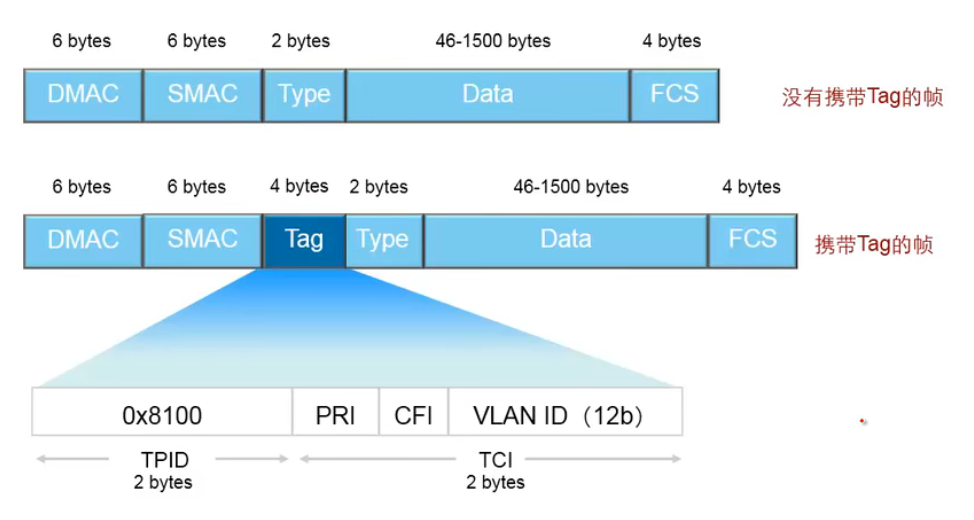 6 bytes 6 bytes 2 bytes 46-1500 bytes 4 bytes
DMAC SMAC Type Data FCS 没有携带Tag的帧
6 bytes 6 bytes 4 bytes 2 bytes 46-1500 bytes 4 bytes
DMAC SMAC Tag Type Data FCS 携带Tag的帧
0x8100 PRI CFI VLAN ID（12b）
TPID TCI
2 bytes 2 bytes